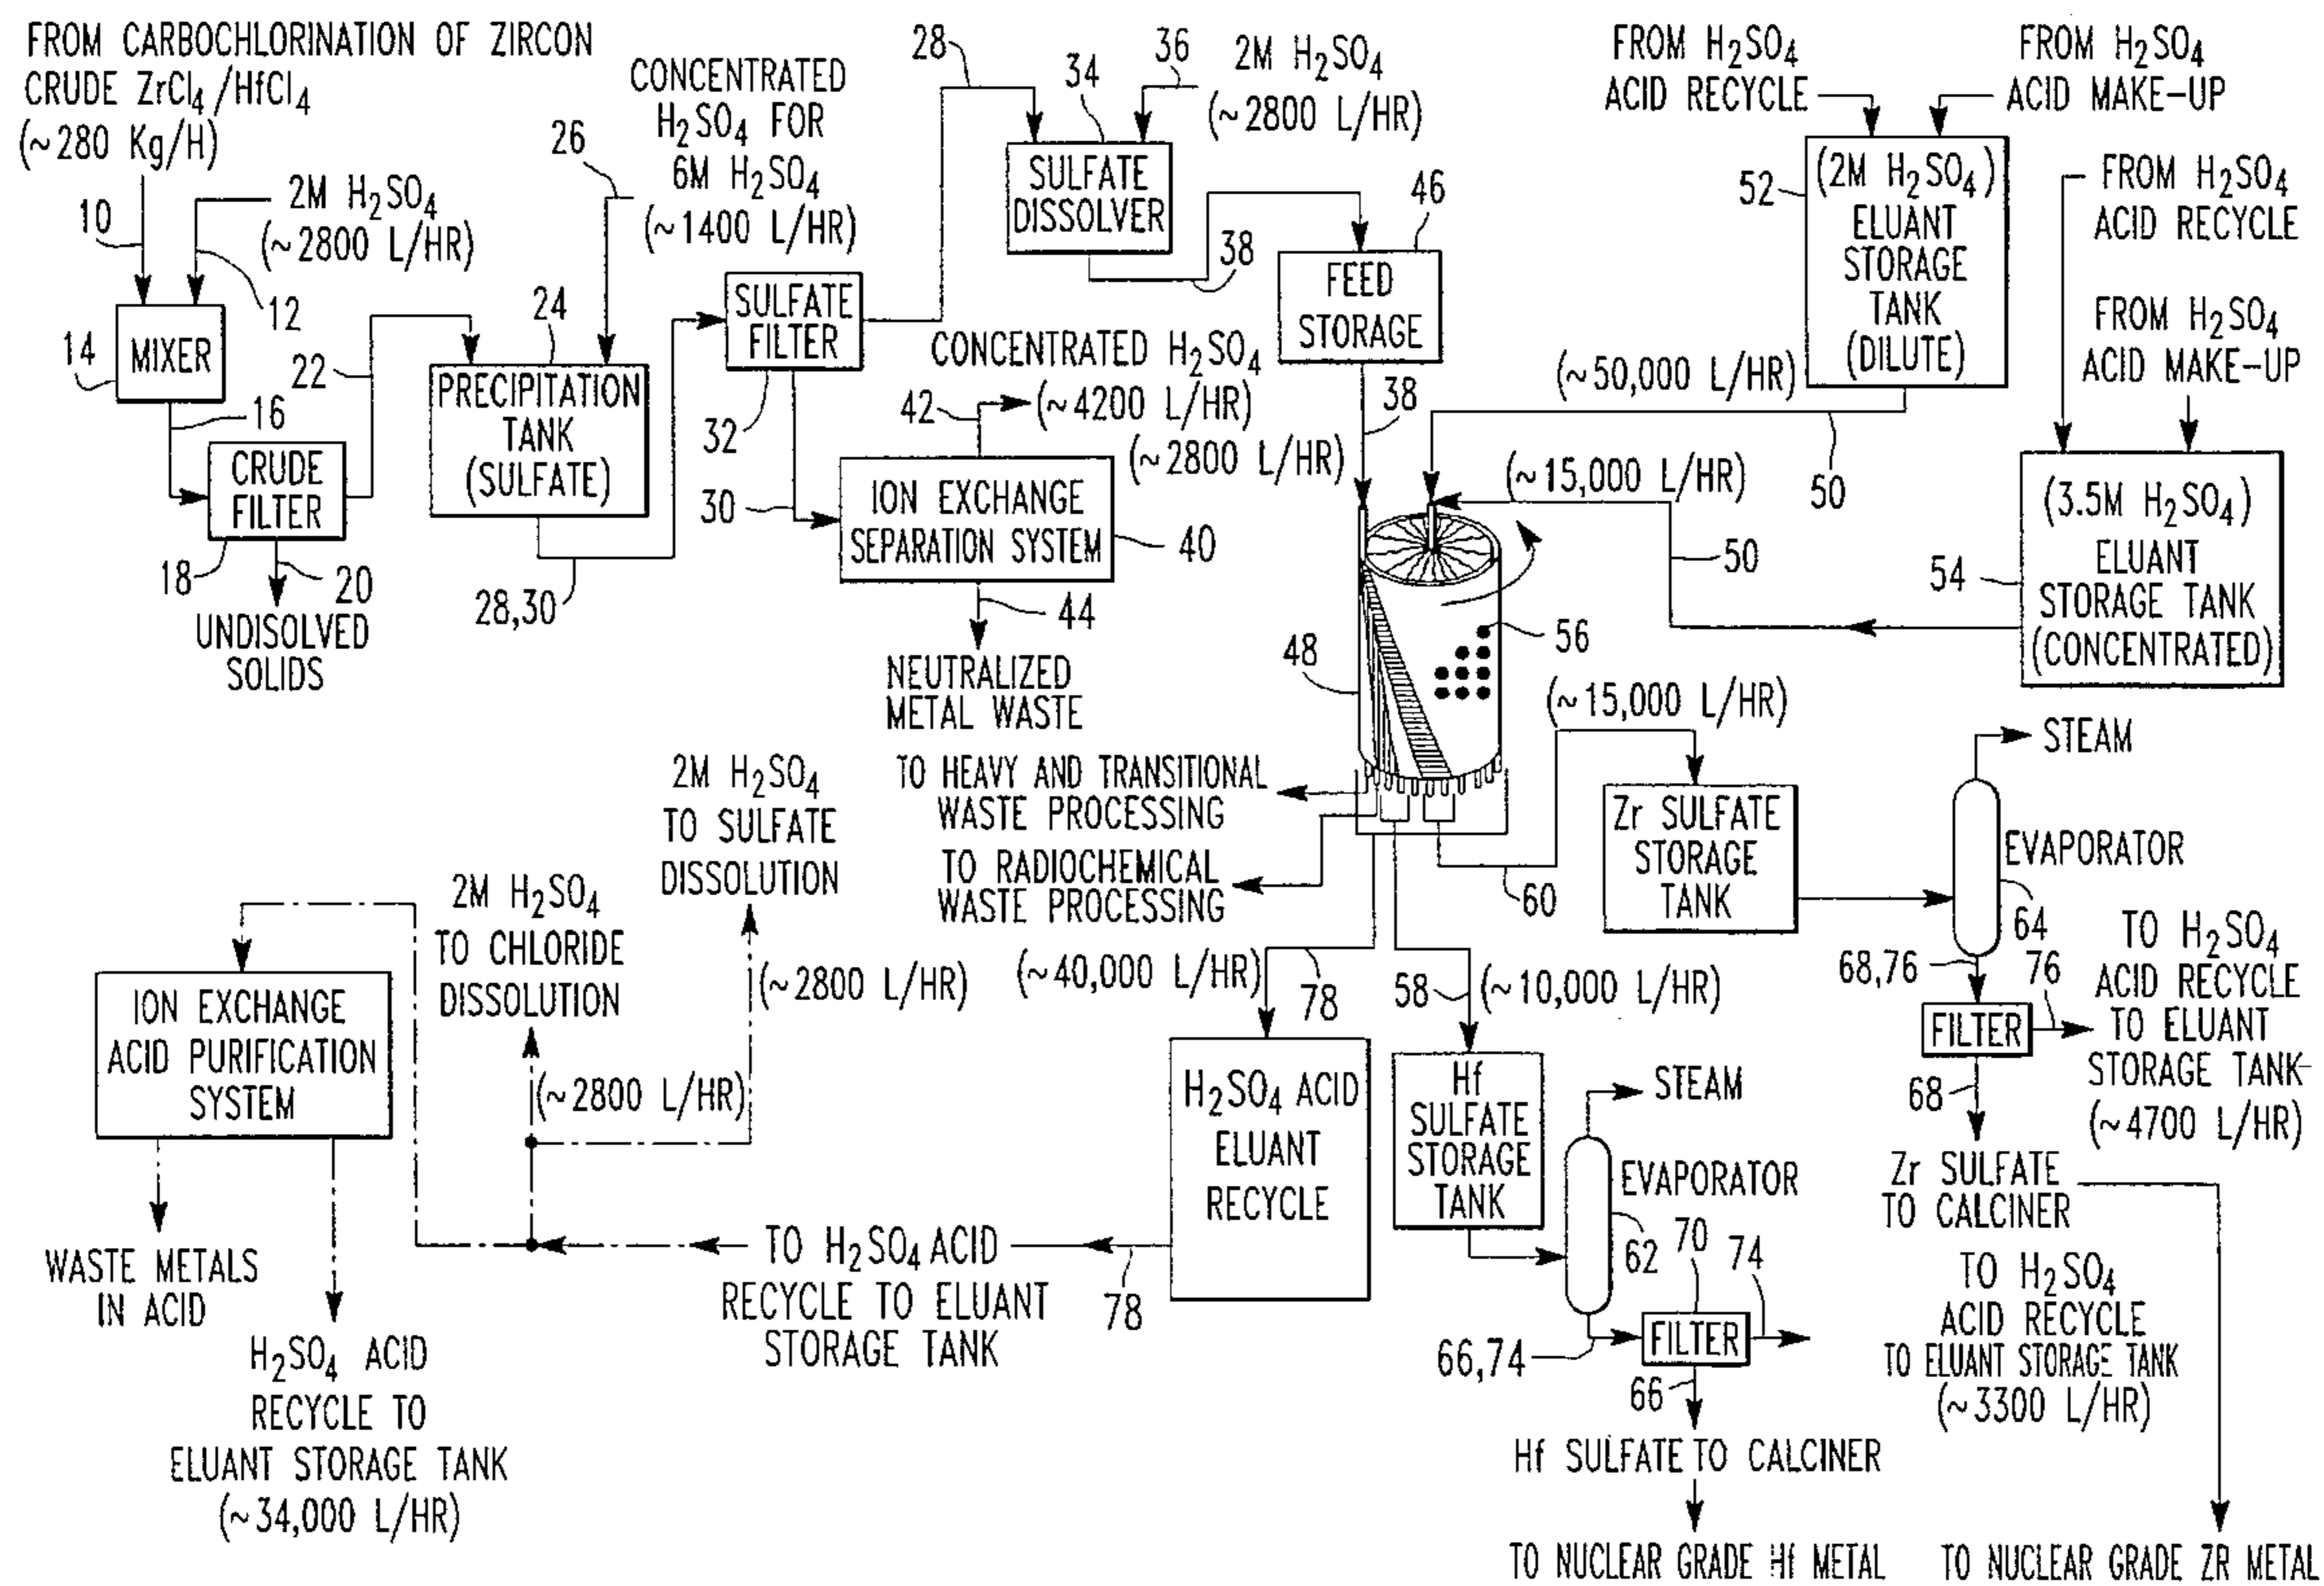 FROM CARBOCHLORINATION OF ZIRCON
CRUDE ZrCl4/HfCl4
(~280 Kg/H)
10
2M H2SO4
(~2800 L/HR)
12
14
MIXER
16
CRUDE
FILTER
18
20
UNDISOLVED
SOLIDS
22
24
PRECIPITATION
TANK
(SULFATE)
26
CONCENTRATED
H2SO4 FOR
6M H2SO4
(~1400 L/HR)
28,30
SULFATE
FILTER
32
28
30
34
36
2M H2SO4
(~2800 L/HR)
SULFATE
DISSOLVER
38
46
FEED
STORAGE
38
(~2800 L/HR)
CONCENTRATED H2SO4
(~4200 L/HR)
42
ION EXCHANGE
SEPARATION SYSTEM
40
44
NEUTRALIZED
METAL WASTE
FROM H2SO4
ACID RECYCLE
FROM H2SO4
ACID MAKE-UP
52
(2M H2SO4)
ELUANT
STORAGE
TANK
(DILUTE)
(~50,000 L/HR)
50
FROM H2SO4
ACID RECYCLE
FROM H2SO4
ACID MAKE-UP
54
(3.5M H2SO4)
ELUANT
STORAGE TANK
(CONCENTRATED)
(~15,000 L/HR)
50
48
56
(~15,000 L/HR)
TO HEAVY AND TRANSITIONAL
WASTE PROCESSING
TO RADIOCHEMICAL
WASTE PROCESSING
60
Zr SULFATE
STORAGE
TANK
STEAM
EVAPORATOR
64
68,76
FILTER
76
TO H2SO4
ACID RECYCLE
TO ELUANT
STORAGE TANK-
(~4700 L/HR)
68
Zr SULFATE
TO CALCINER
(~40,000 L/HR)
78
58
(~10,000 L/HR)
H2SO4 ACID
ELUANT
RECYCLE
Hf
SULFATE
STORAGE
TANK
STEAM
EVAPORATOR
62
70
74
66,74
FILTER
66
TO H2SO4
ACID RECYCLE
TO ELUANT STORAGE TANK
(~3300 L/HR)
Hf SULFATE TO CALCINER
TO NUCLEAR GRADE Hf METAL
TO NUCLEAR GRADE ZR METAL
78
TO H2SO4 ACID
RECYCLE TO ELUANT
STORAGE TANK
2M H2SO4
TO SULFATE
DISSOLUTION
(~2800 L/HR)
2M H2SO4
TO CHLORIDE
DISSOLUTION
(~2800 L/HR)
ION EXCHANGE
ACID PURIFICATION
SYSTEM
WASTE METALS
IN ACID
H2SO4 ACID
RECYCLE TO
ELUANT STORAGE TANK
(~34,000 L/HR)